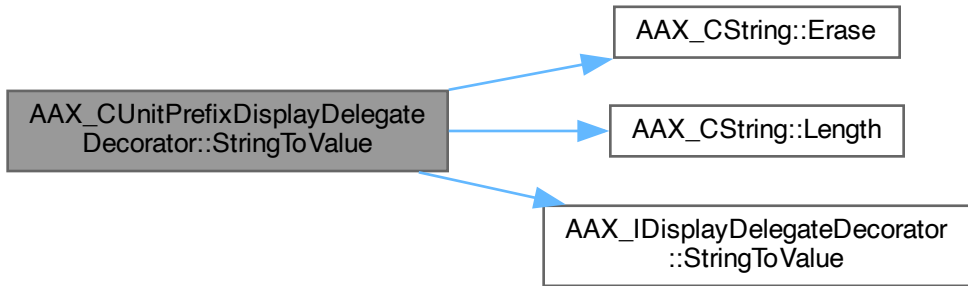 AAX_CUnitPrefixDisplayDelegate
Decorator::StringToValue
AAX_CString::Erase
AAX_CString::Length
AAX_IDisplayDelegateDecorator
::StringToValue